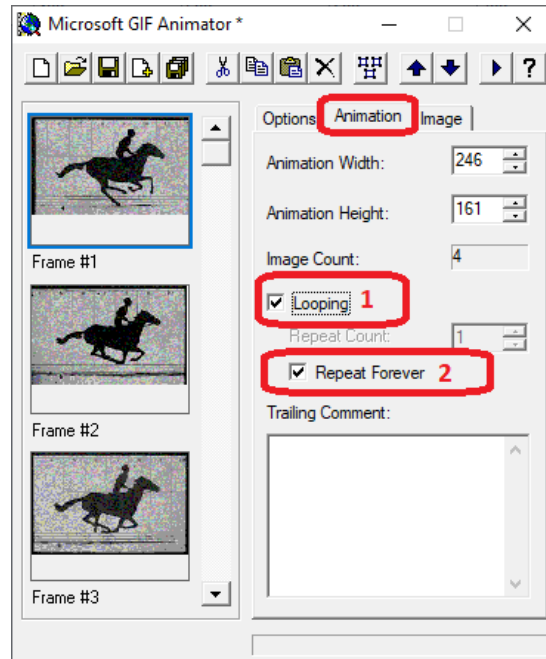 Microsoft GIF Animator *
Options Animation Image
Animation Width: 246
Animation Height: 161
Image Count: 4
Looping 1
Repeat Count: 1
Repeat Forever 2
Trailing Comment:
Frame #1
Frame #2
Frame #3